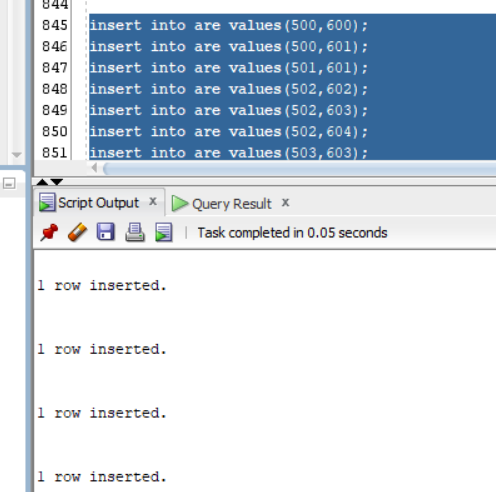 844
845 insert into are values(500,600);
846 insert into are values(500,601);
847 insert into are values(501,601);
848 insert into are values(502,602);
849 insert into are values(502,603);
850 insert into are values(502,604);
851 insert into are values(503,603);
Script Output x Query Result x
Task completed in 0.05 seconds
1 row inserted.
1 row inserted.
1 row inserted.
1 row inserted.